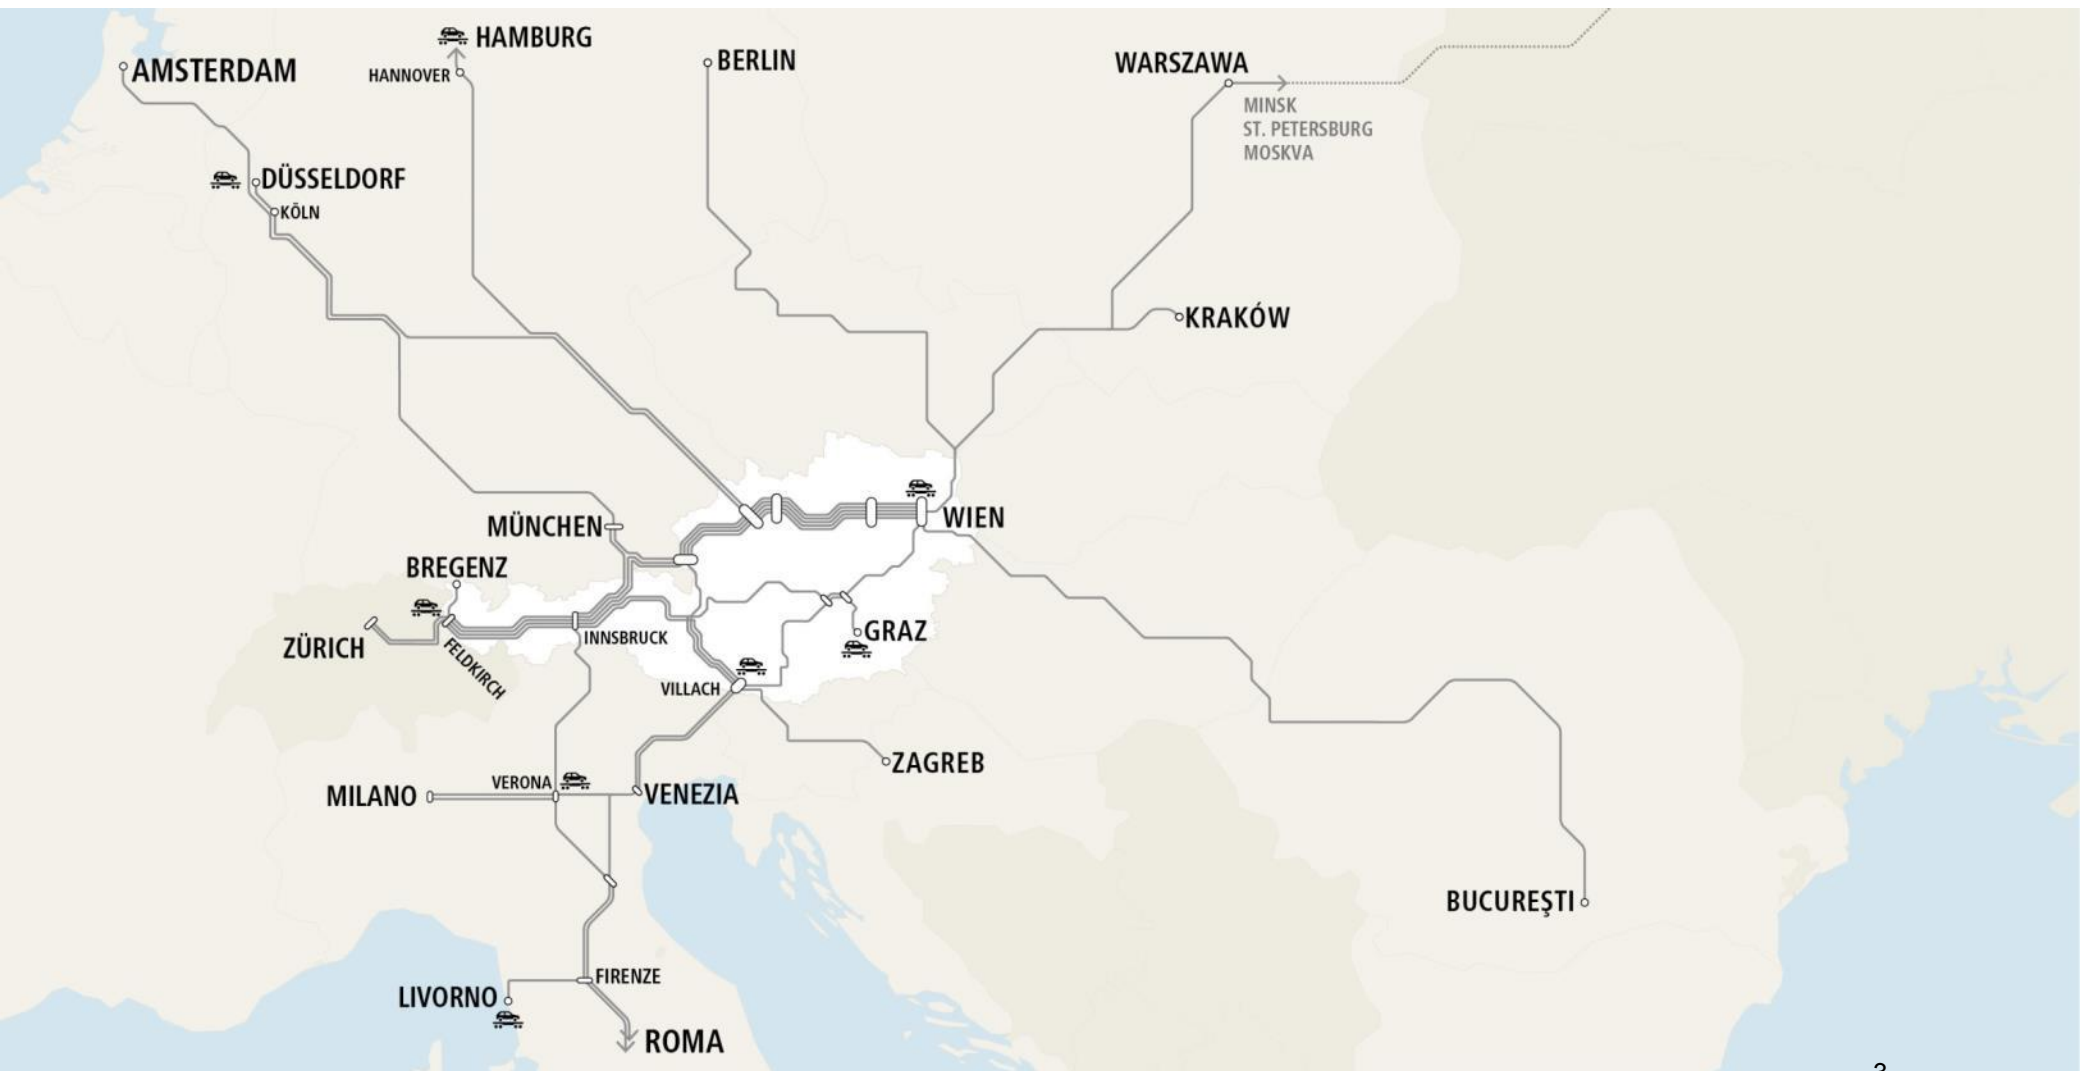 HAMBURG
BERLIN
WARSZAWA
AMSTERDAM
HANNOVER
MINSK
ST. PETERSBURG
MOSKVA
DÜSSELDORF
KÖLN
KRAKÓW
WIEN
MÜNCHEN
BREGENZ
GRAZ
INNSBRUCK
ZÜRICH
FELDKIRCH
VILLACH
ZAGREB
VERONA
MILANO
VENEZIA
BUCUREŞTI
FIRENZE
LIVORNO
ROMA